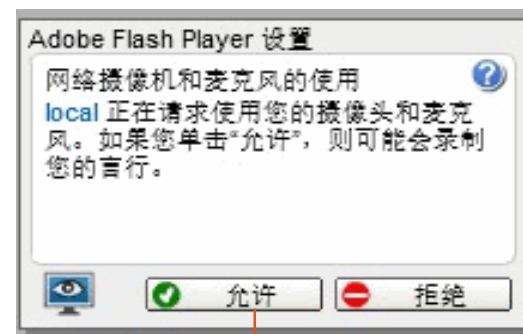 Adobe Flash Player 设置
网络摄像机和麦克风的使用
local 正在请求使用您的摄像头和麦克
风。如果您单击“允许”，则可能会录制
您的言行。
允许
拒绝